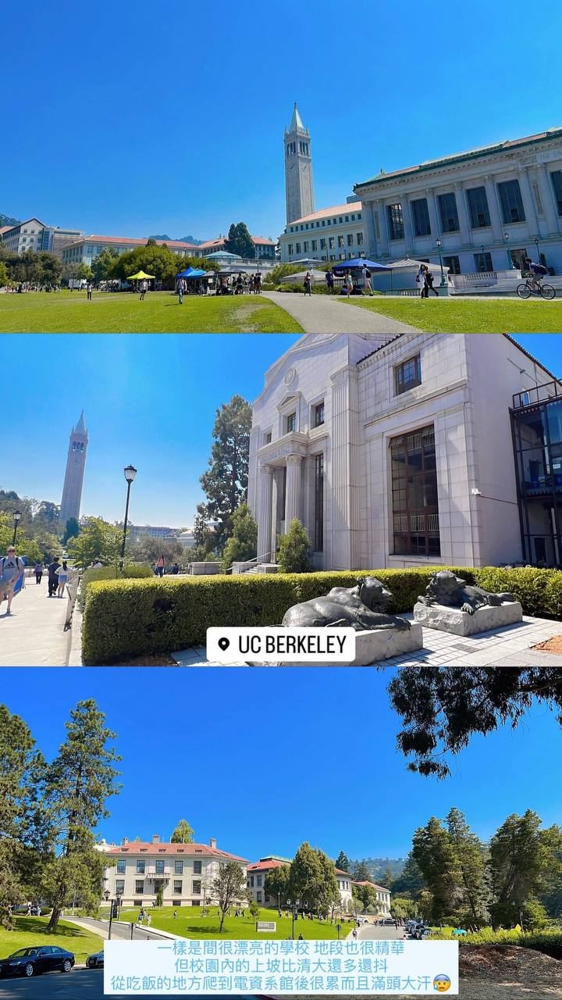 UC BERKELEY
一樣是間很漂亮的學校 地段也很精華
但校園內的上坡比清大還多還抖
從吃飯的地方爬到電資系館後很累而且滿頭大汗😰